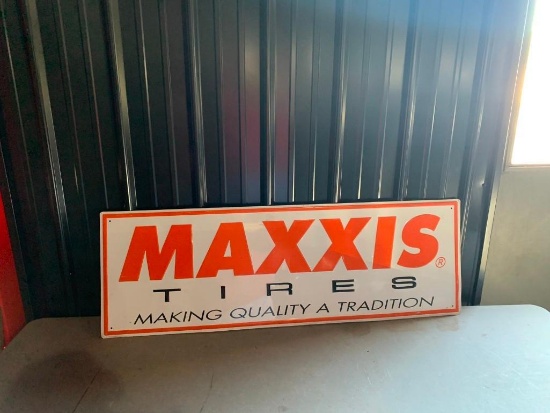 MAXXIS®
TIRES
MAKING QUALITY A TRADITION